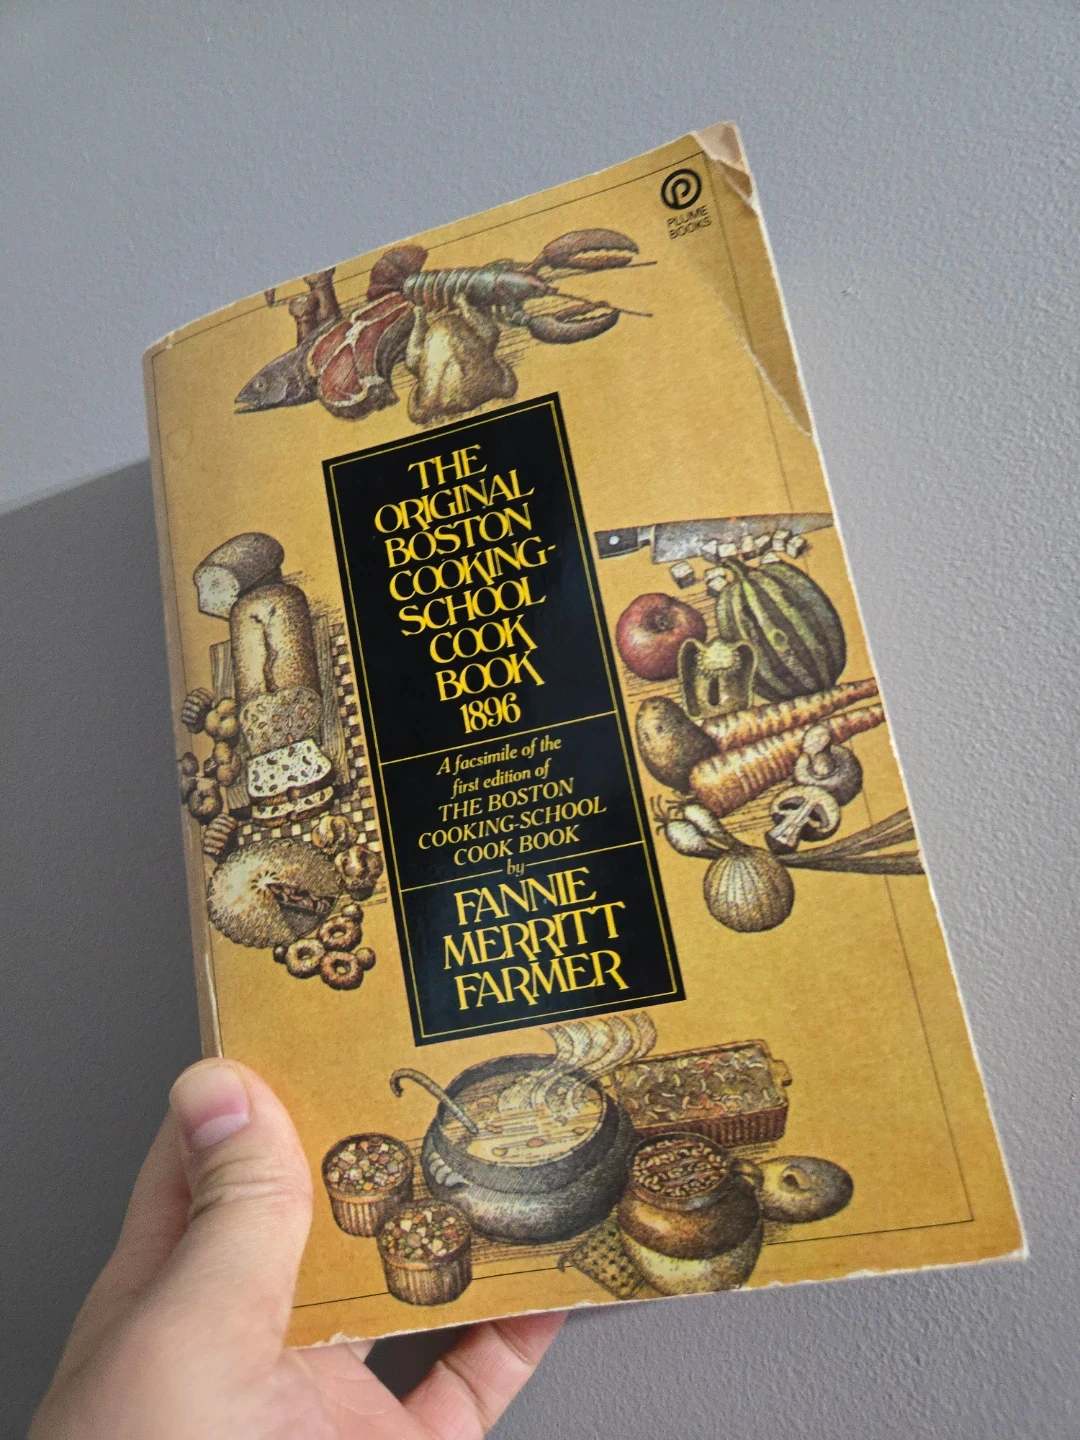 PLUME
BOOKS
THE
ORIGINAL
BOSTON
COOKING-
SCHOOL
COOK
BOOK
1896
A facsimile of the
first edition of
THE BOSTON
COOKING-SCHOOL
COOK BOOK
by
FANNIE
MERRITT
FARMER